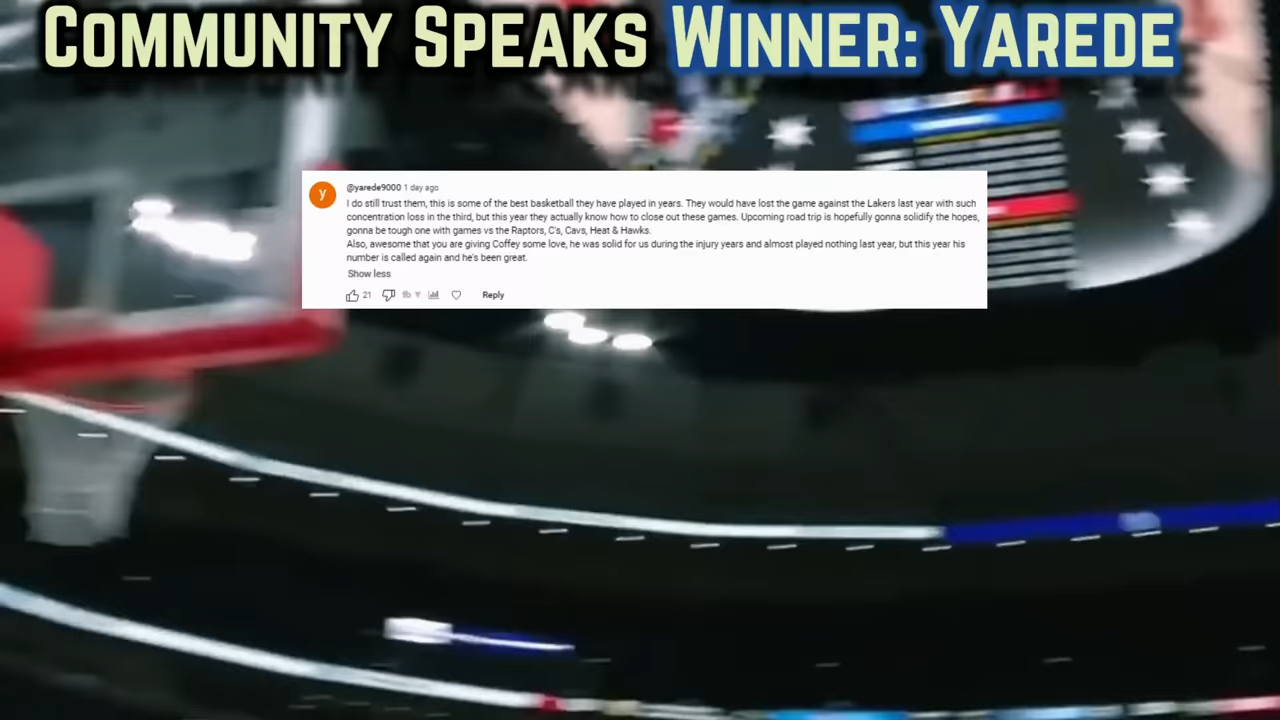 COMMUNITY SPEAKS WINNER: YAREDE
y
@yarede9000 1 day ago
I do still trust them, this is some of the best basketball they have played in years. They would have lost the game against the Lakers last year with such
concentration loss in the third, but this year they actually know how to close out these games. Upcoming road trip is hopefully gonna solidify the hopes,
gonna be tough one with games vs the Raptors, C's, Cavs, Heat & Hawks.
Also, awesome that you are giving Coffey some love, he was solid for us during the injury years and almost played nothing last year, but this year his
number is called again and he's been great.
Show less
21
Reply